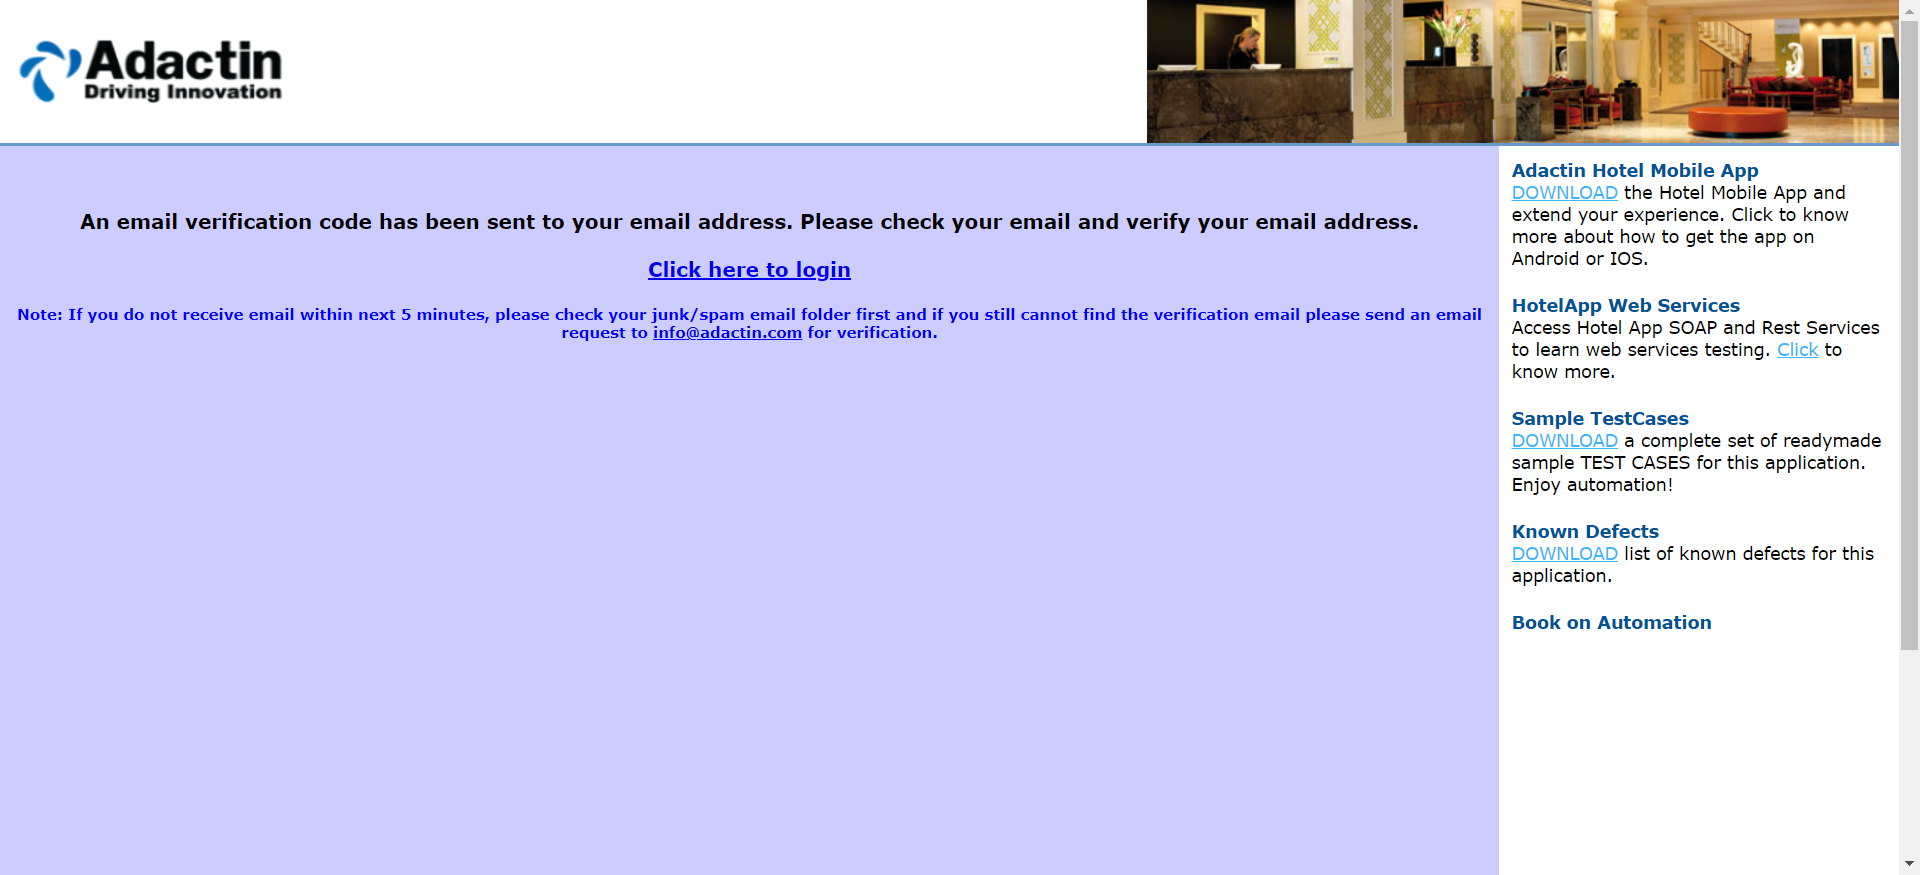 Adactin
Driving Innovation
An email verification code has been sent to your email address. Please check your email and verify your email address.
Click here to login
Note: If you do not receive email within next 5 minutes, please check your junk/spam email folder first and if you still cannot find the verification email please send an email
request to info@adactin.com for verification.
Adactin Hotel Mobile App
DOWNLOAD the Hotel Mobile App and
extend your experience. Click to know
more about how to get the app on
Android or IOS.
HotelApp Web Services
Access Hotel App SOAP and Rest Services
to learn web services testing. Click to
know more.
Sample TestCases
DOWNLOAD a complete set of readymade
sample TEST CASES for this application.
Enjoy automation!
Known Defects
DOWNLOAD list of known defects for this
application.
Book on Automation